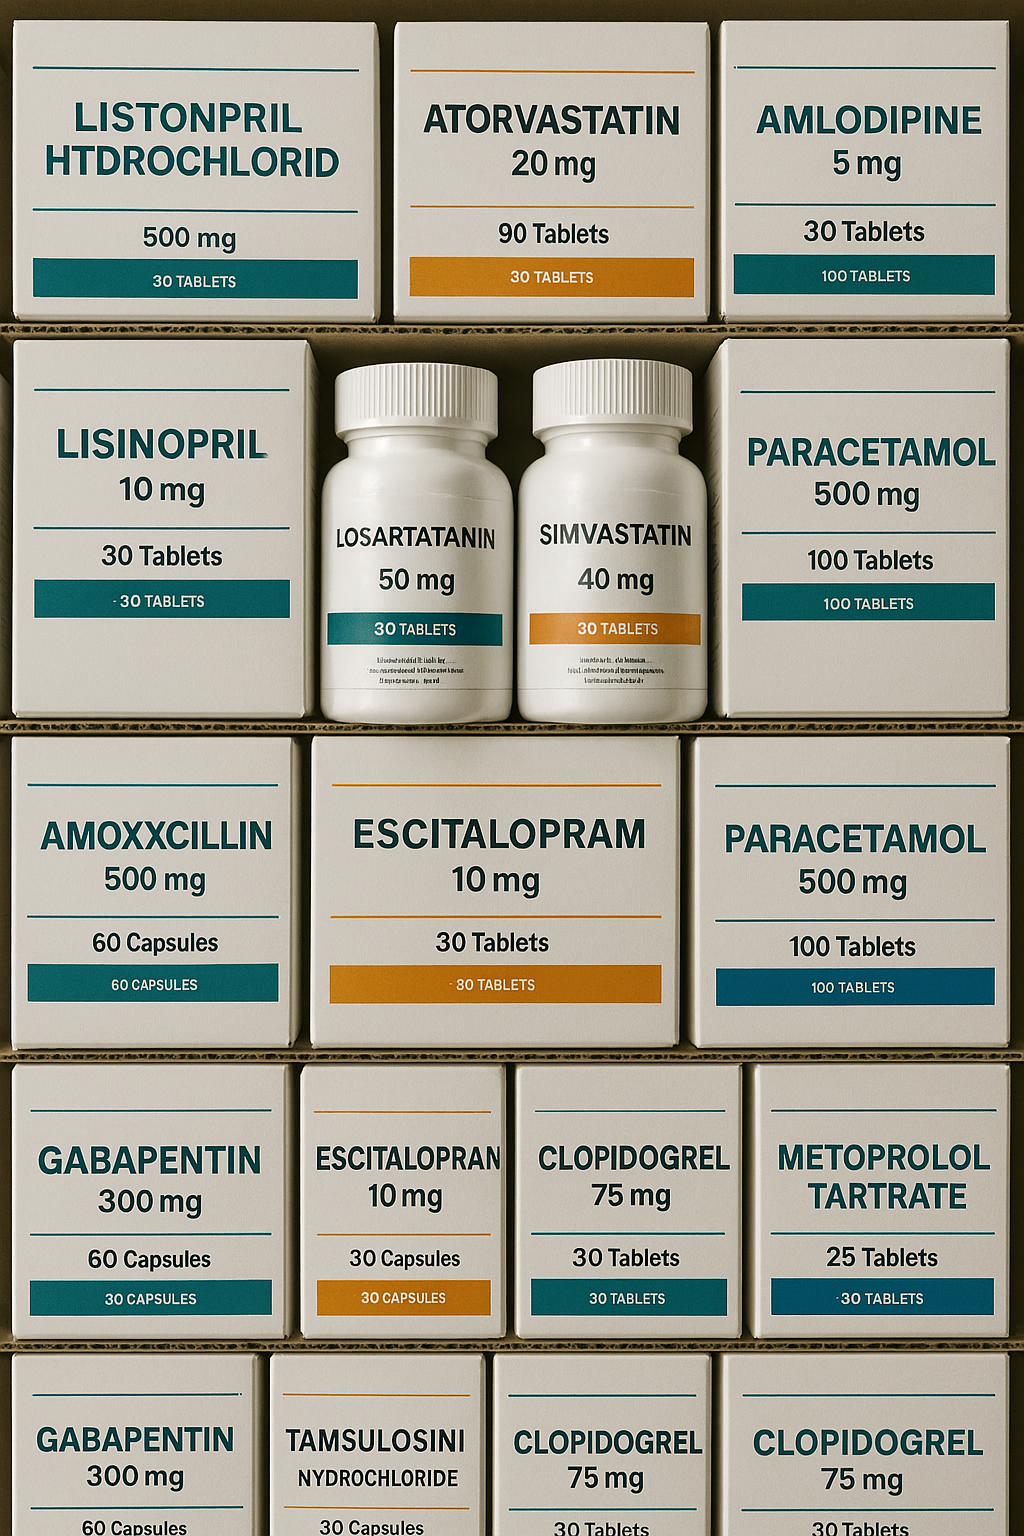 LISTONPRIL
HTDROCHLORID
500 mg
30 TABLETS
ATORVASTATIN
20 mg
90 Tablets
30 TABLETS
AMLODIPINE
5 mg
30 Tablets
100 TABLETS
LISINOPRIL
10 mg
30 Tablets
- 30 TABLETS
LOSARTATANIN
50 mg
30 TABLETS
SIMVASTATIN
40 mg
30 TABLETS
PARACETAMOL
500 mg
100 Tablets
100 TABLETS
AMOXXCILLIN
500 mg
60 Capsules
60 CAPSULES
ESCITALOPRAM
10 mg
30 Tablets
- 30 TABLETS
PARACETAMOL
500 mg
100 Tablets
100 TABLETS
GABAPENTIN
300 mg
60 Capsules
30 CAPSULES
ESCITALOPRAN
10 mg
30 Capsules
30 CAPSULES
CLOPIDOGREL
75 mg
30 Tablets
30 TABLETS
METOPROLOL
TARTRATE
25 Tablets
- 30 TABLETS
GABAPENTIN
300 mg
60 Capsules
TAMSULOSINI
NYDROCHLORIDE
30 Capsules
CLOPIDOGREL
75 mg
30 Tablets
CLOPIDOGREL
75 mg
30 Tablets